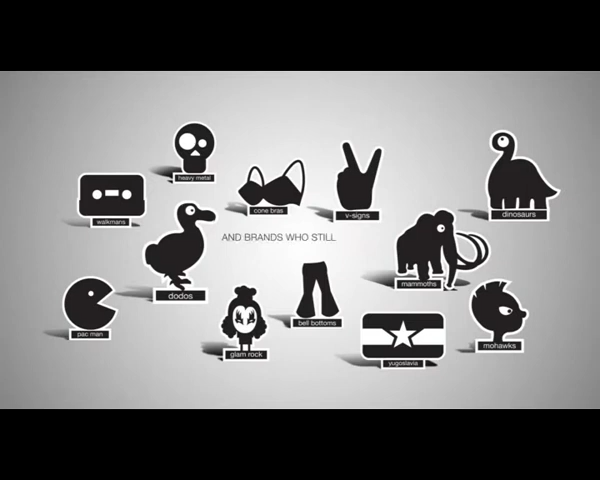 heavy metal
walkmans
cone bras
v-signs
dinosaurs
AND BRANDS WHO STILL
dodos
mammoths
pac man
bell bottoms
glam rock
mohawks
yugoslavia